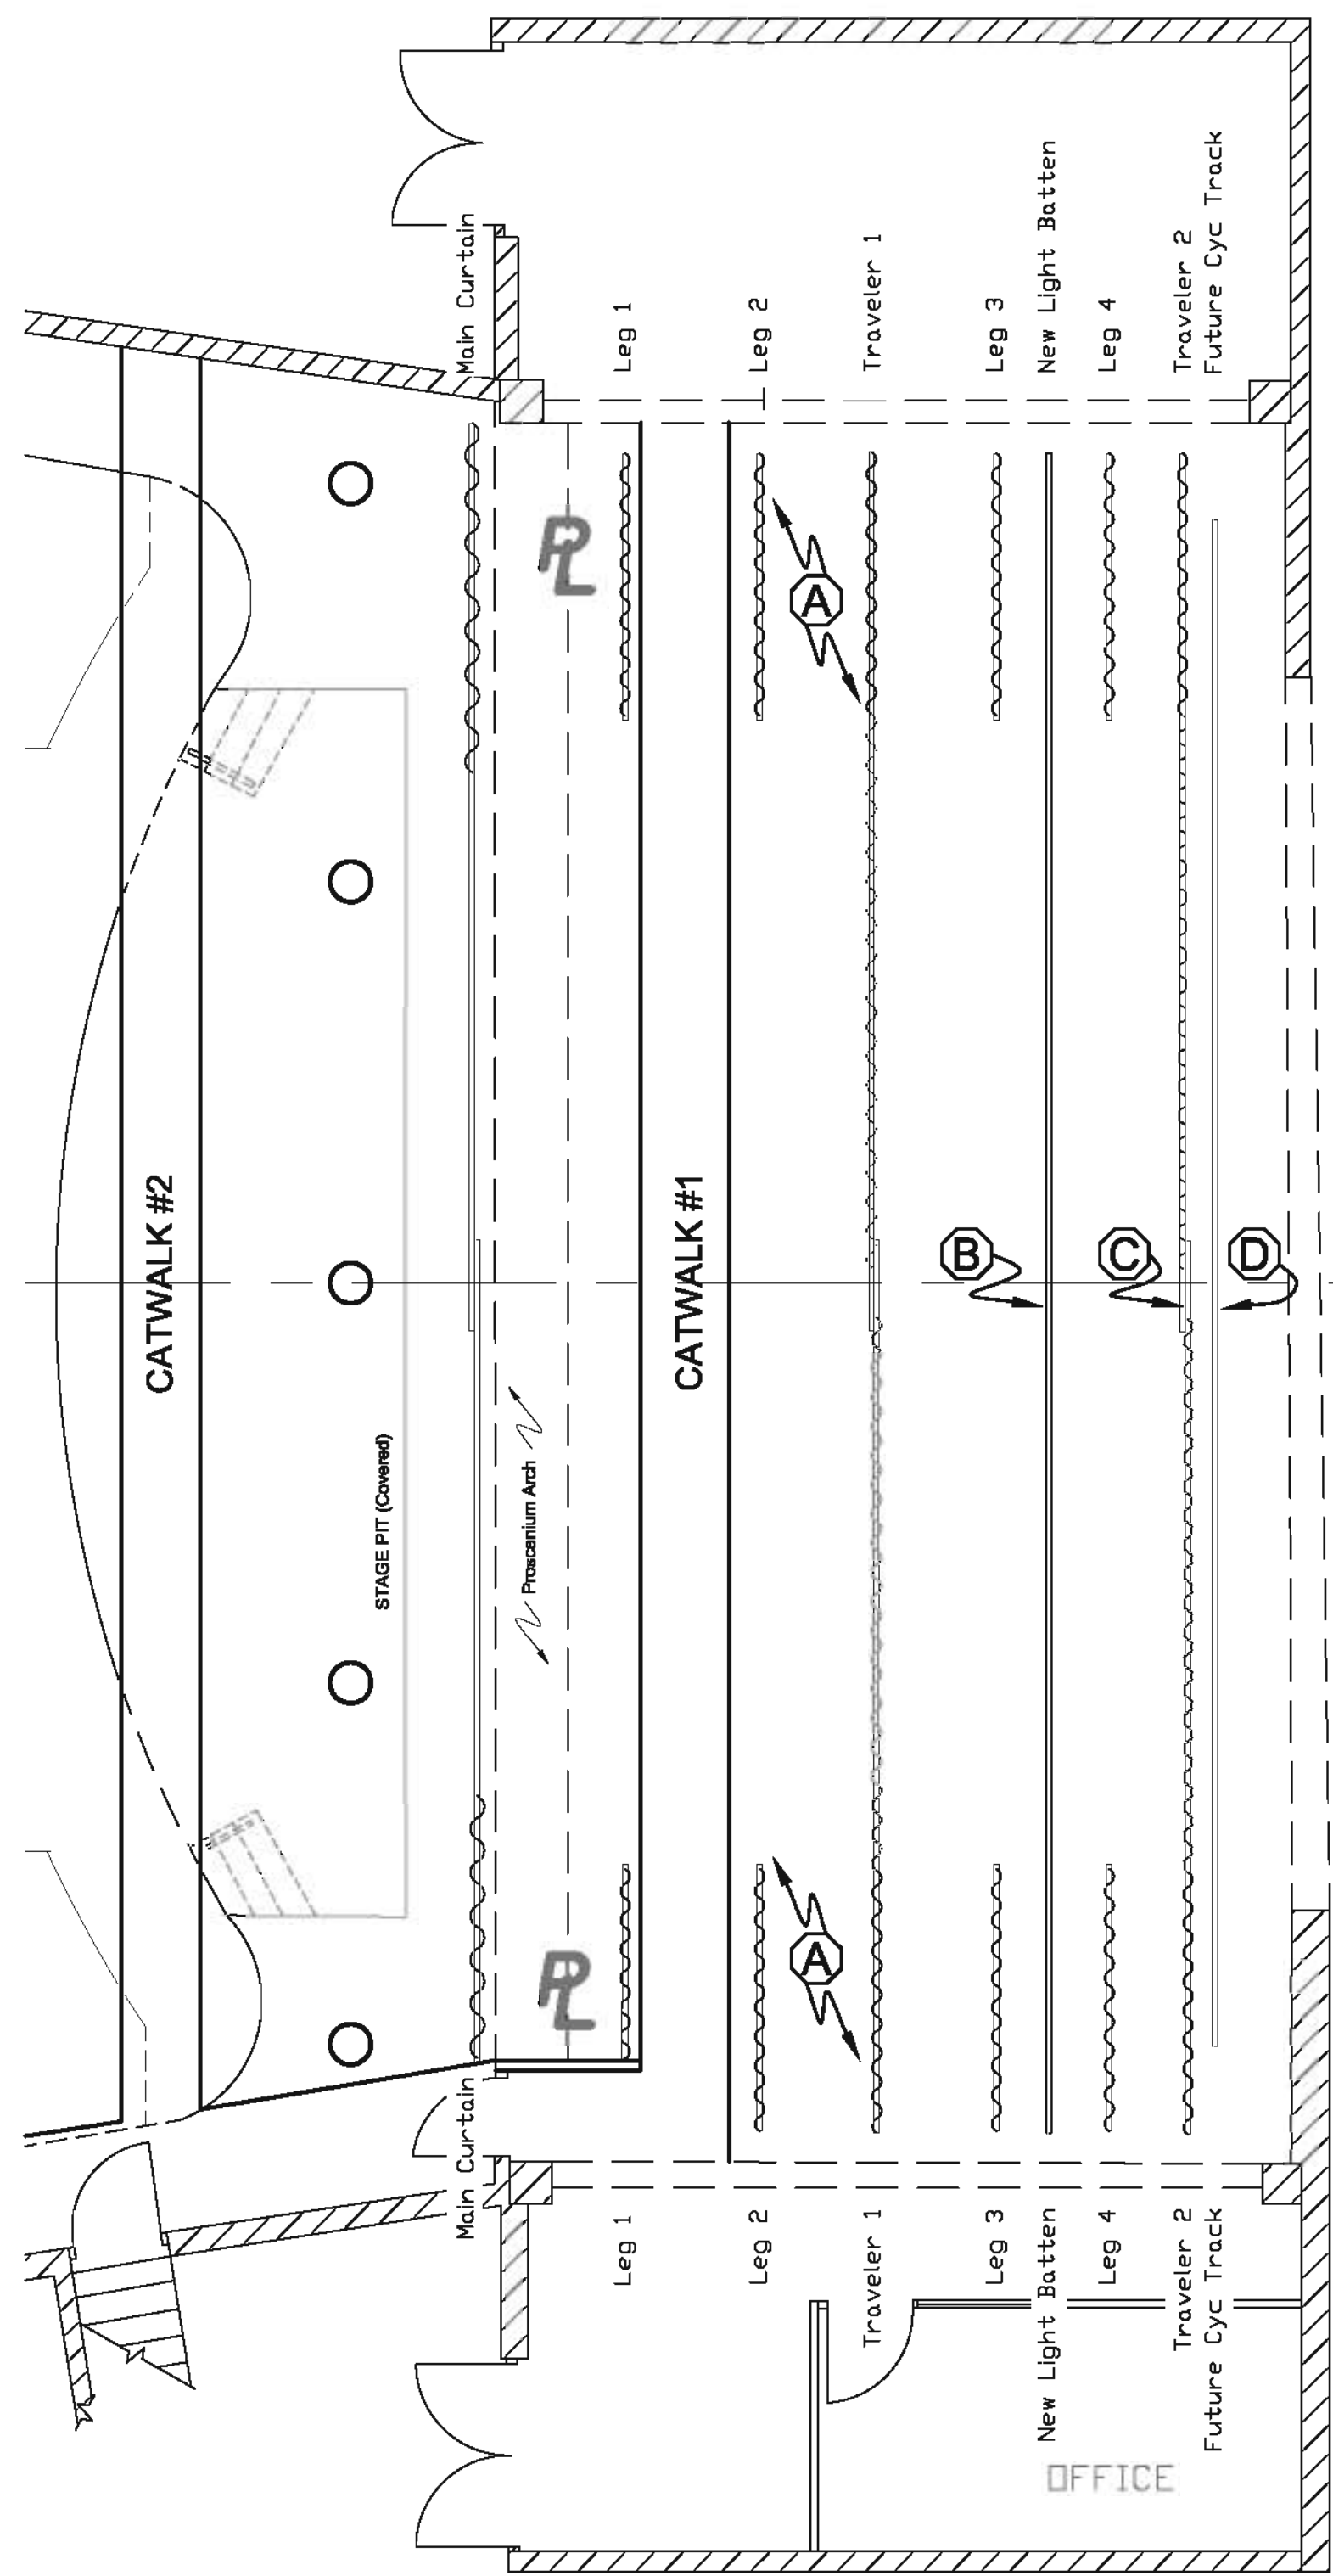 CATWALK #2
STAGE PIT (Covered)
Main Curtain
Main Curtain
Proscenium Arch
PL
PL
Leg 1
Leg 1
CATWALK #1
Leg 2
Leg 2
A
A
Traveler 1
Traveler 1
B
Leg 3
Leg 3
New Light Batten
New Light Batten
C
Leg 4
Leg 4
Traveler 2
Traveler 2
Future Cyc Track
Future Cyc Track
D
OFFICE